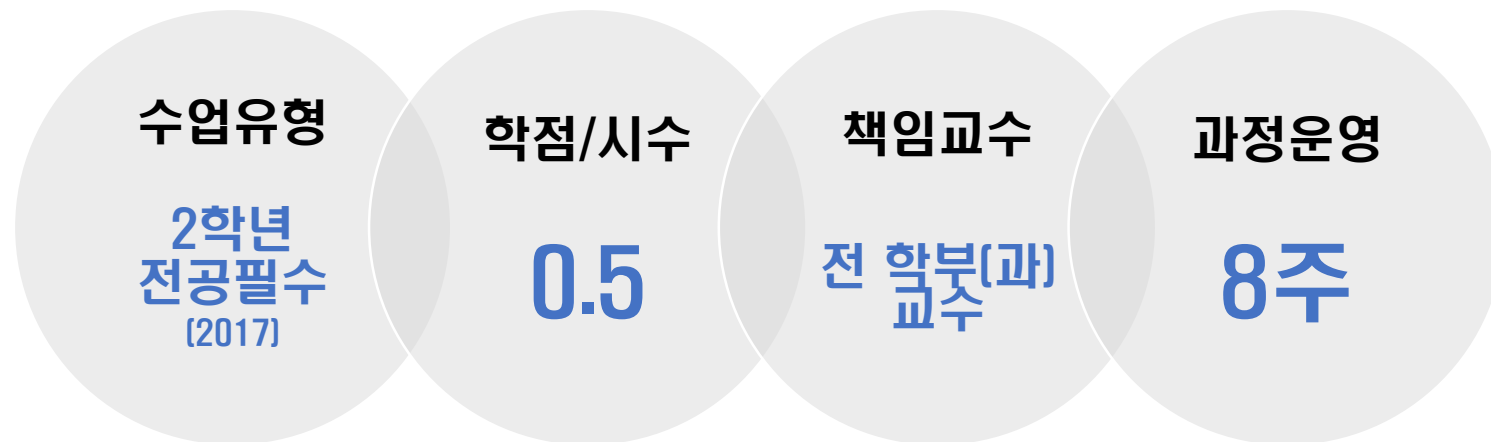 수업유형
2학년
전공필수
(2017)
학점/시수
0.5
책임교수
전 학부(과)
교수
과정운영
8주